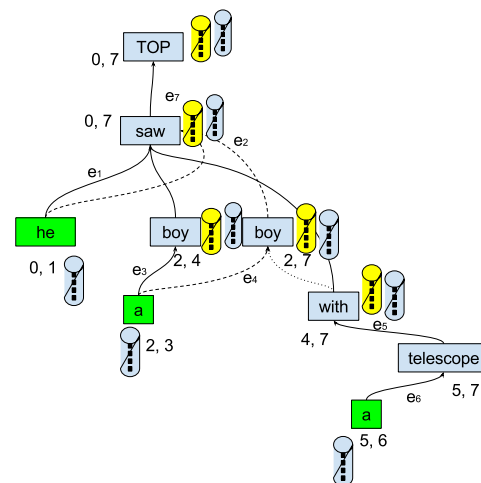 TOP
0, 7
e7
0, 7
saw
e2
e1
he
boy
boy
0, 1
2, 4
2, 7
e3
e4
a
with
2, 3
4, 7
e5
telescope
5, 7
e6
a
5, 6